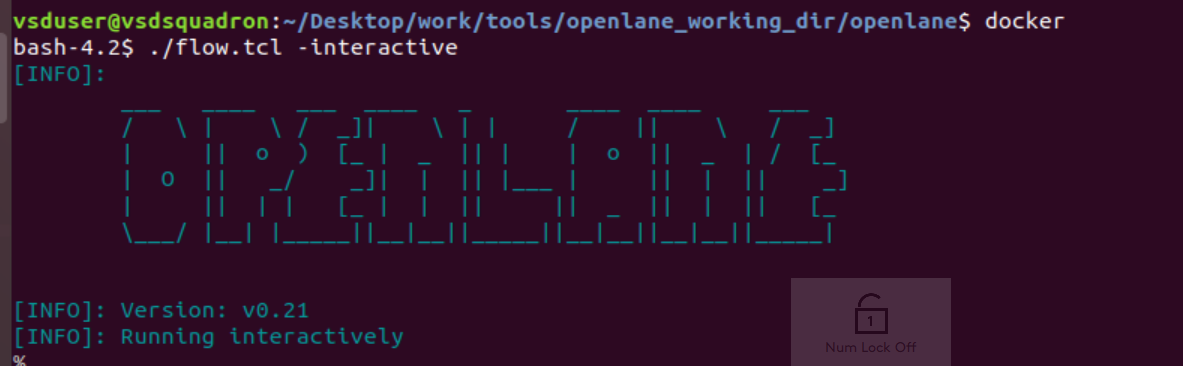 vsduser@vsdsquadron:~/Desktop/work/tools/openlane_working_dir/openlane$ docker
bash-4.2$ ./flow.tcl -interactive
[INFO]:
OPENLANE
[INFO]: Version: v0.21
[INFO]: Running interactively
%
1
Num Lock Off